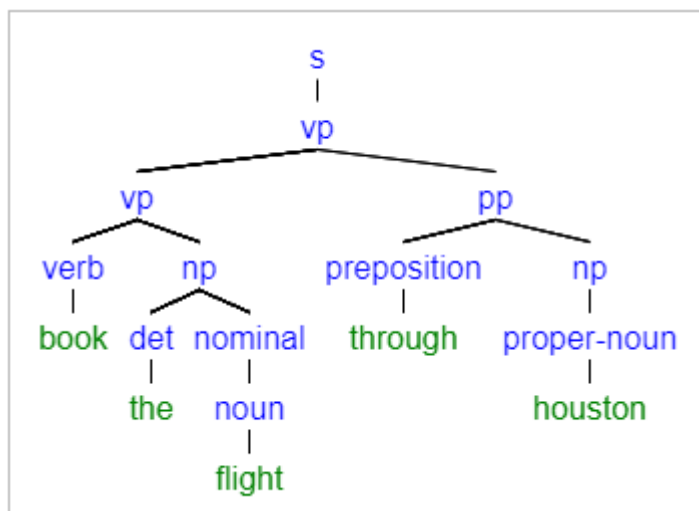 s
vp
vp pp
verb np preposition np
book det nominal through proper-noun
the noun houston
flight